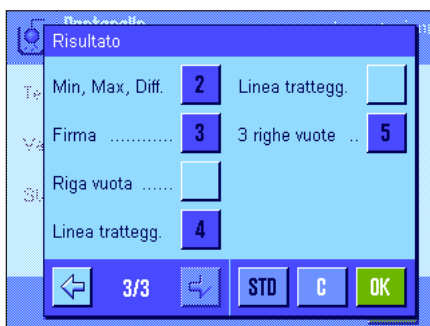 Risultato
Min, Max, Diff. 2 Linea trattegg.
Firma ............ 3 3 righe vuote .. 5
Riga vuota ......
Linea trattegg. 4
3/3 STD C OK